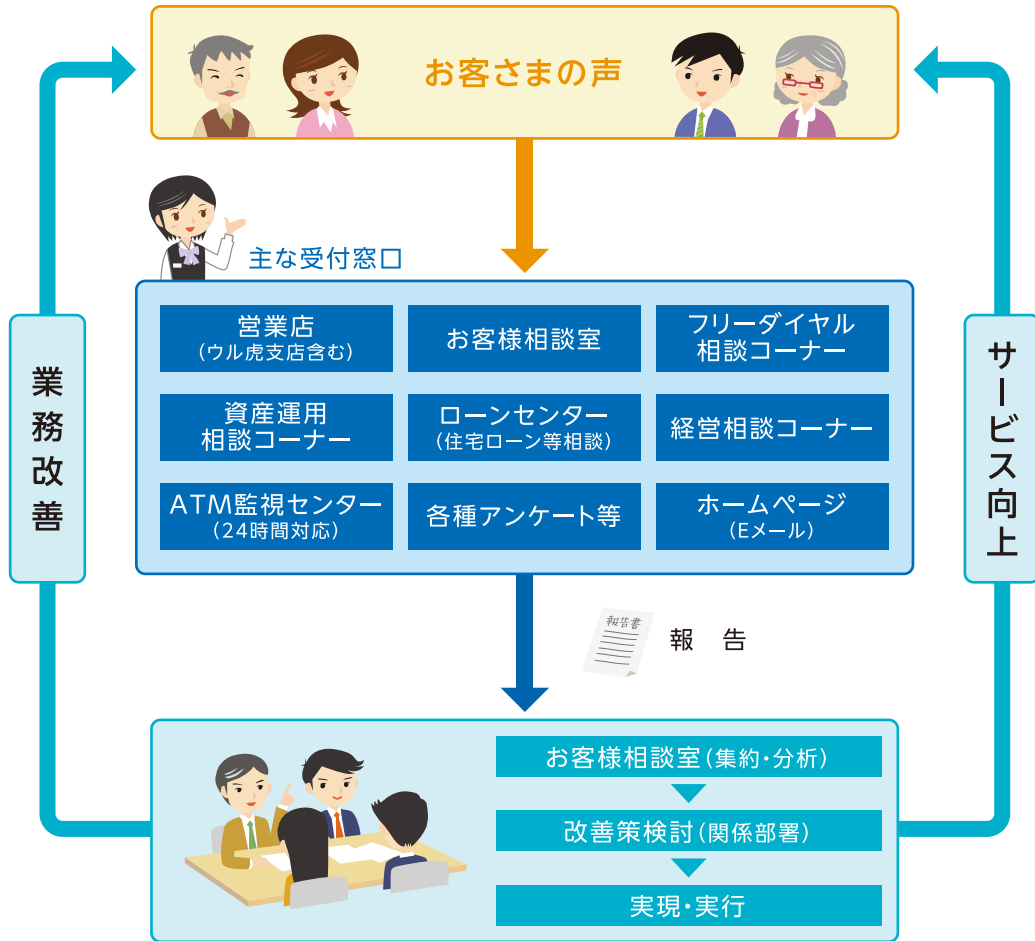 お客さまの声
主な受付窓口
営業店
(ウル虎支店含む)
お客様相談室
フリーダイヤル
相談コーナー
資産運用
相談コーナー
ローンセンター
(住宅ローン等相談)
経営相談コーナー
ATM監視センター
(24時間対応)
各種アンケート等
ホームページ
(Eメール)
業務改善
サービス向上
報告書
報 告
お客様相談室(集約・分析)
改善策検討(関係部署)
実現・実行